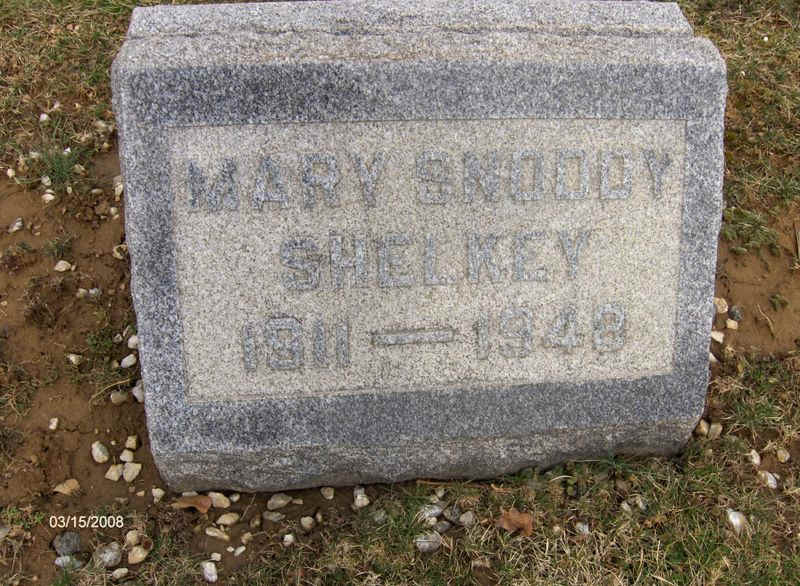 MARY SNODDY
SHELKEY
1911 — 1948
03/15/2008